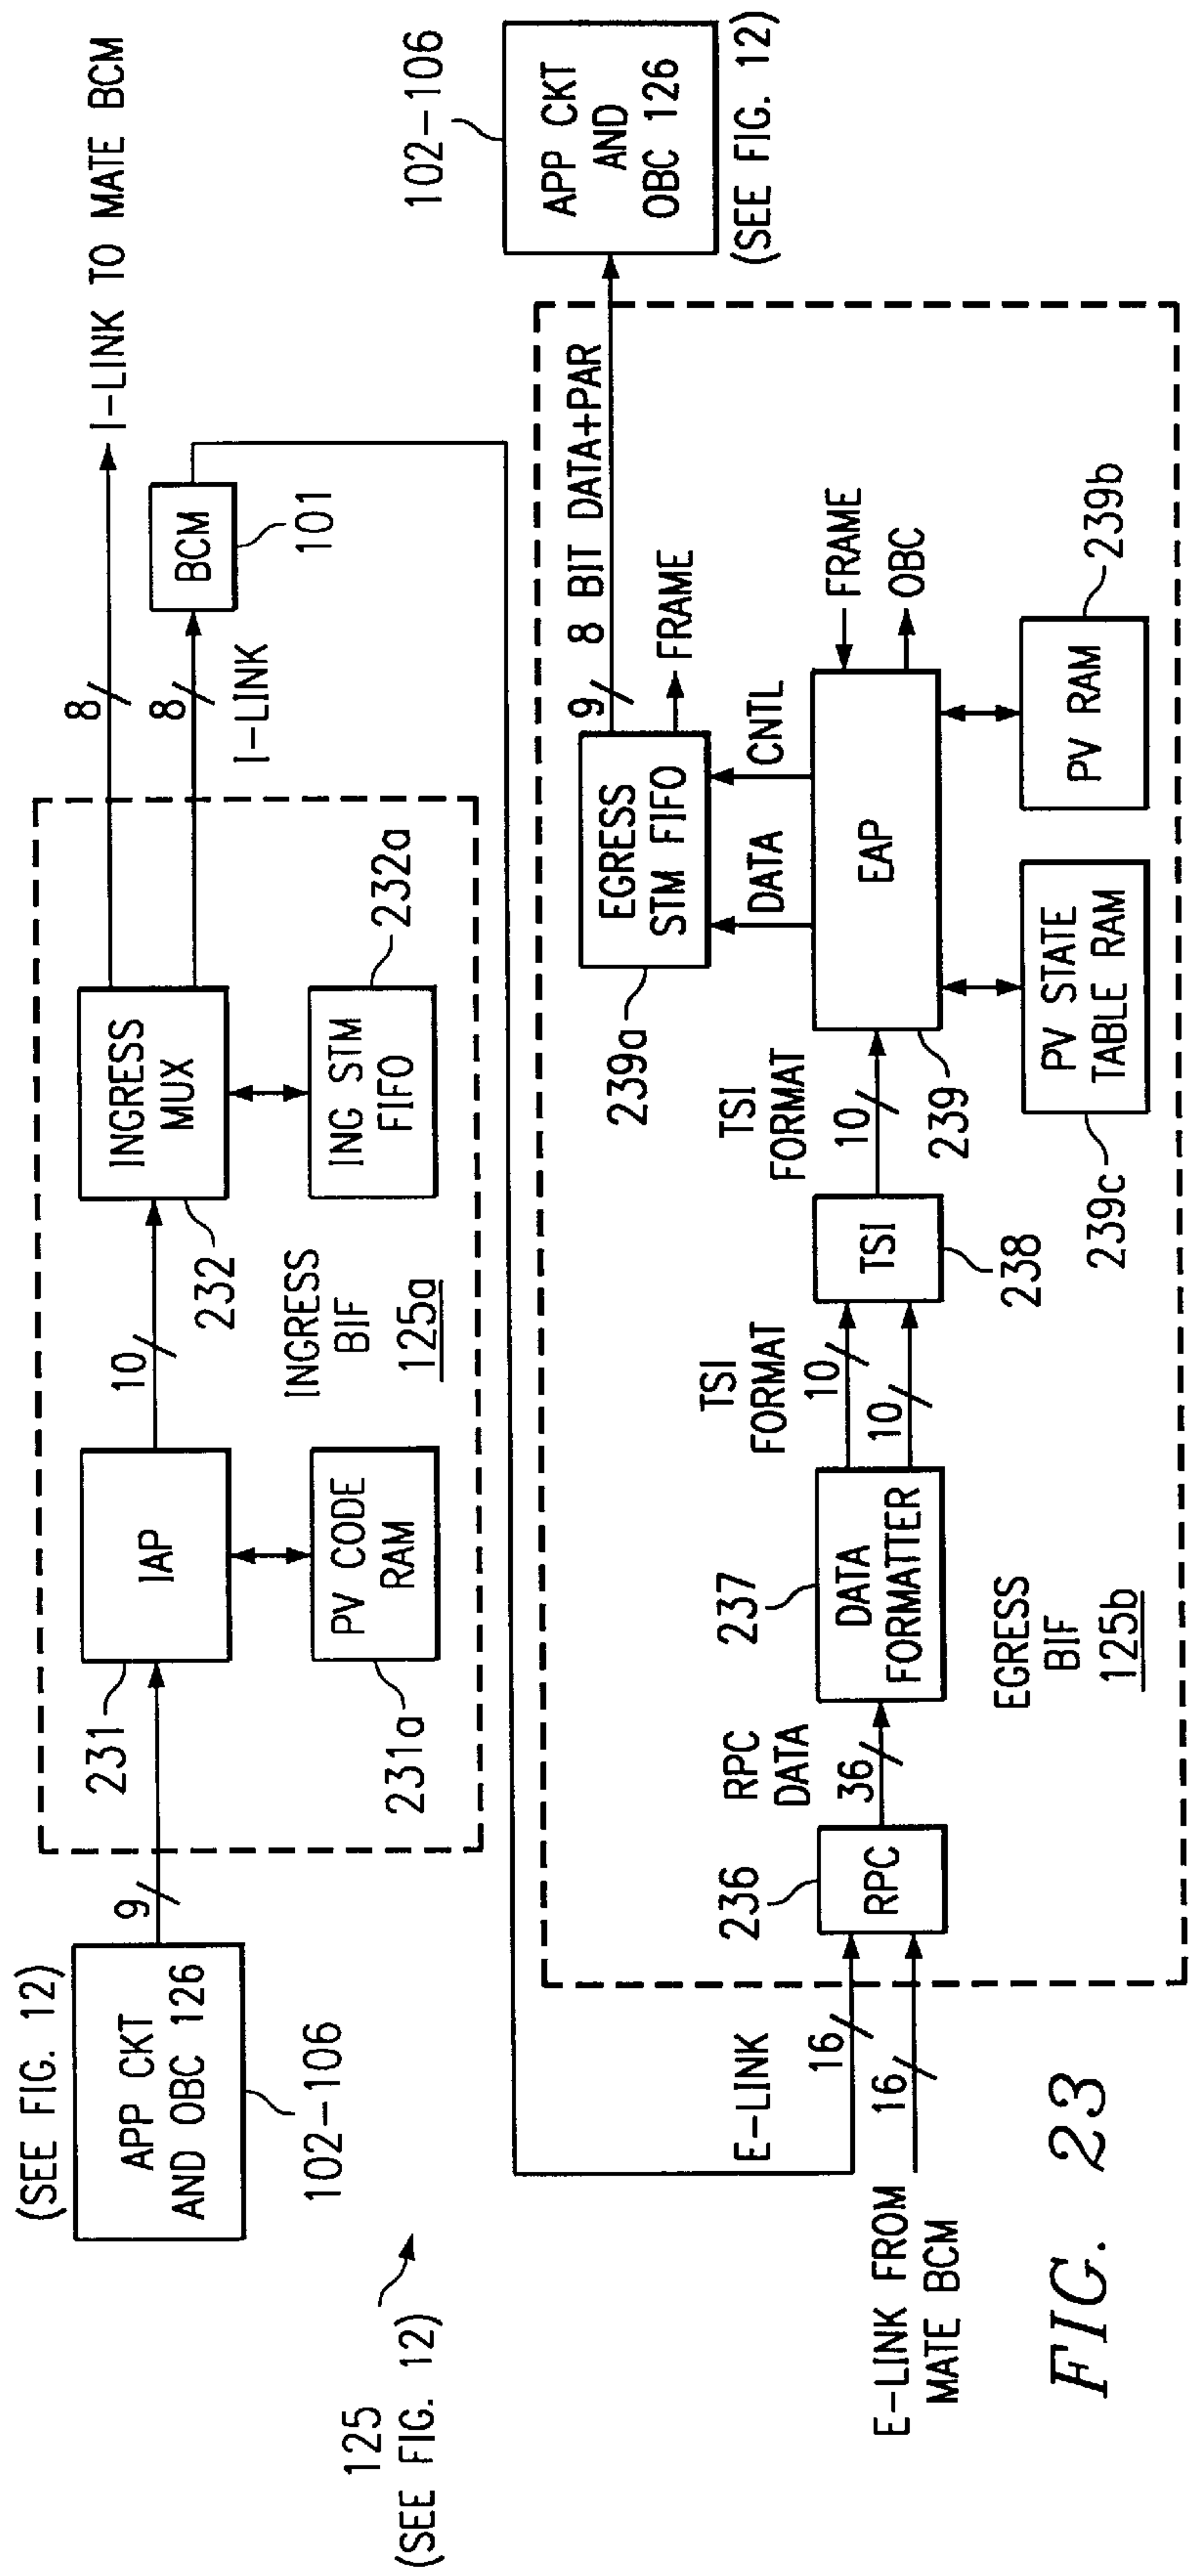 (SEE FIG. 12)
APP CKT
AND OBC 126
102-106
9
231
IAP
PV CODE
RAM
231a
10
232
INGRESS
MUX
ING STM
FIFO
232a
INGRESS
BIF
125a
8
8
I-LINK
I-LINK TO MATE BCM
BCM
101
125
(SEE FIG. 12)
E-LINK
16
16
E-LINK FROM
MATE BCM
236
RPC
RPC
DATA
36
237
DATA
FORMATTER
TSI
FORMAT
10
10
TSI
238
TSI
FORMAT
10
239
EAP
DATA
CNTL
FRAME
OBC
EGRESS
STM FIFO
239a
FRAME
9
8 BIT DATA+PAR
PV STATE
TABLE RAM
239c
PV RAM
239b
EGRESS
BIF
125b
102-106
APP CKT
AND
OBC 126
(SEE FIG. 12)
FIG. 23